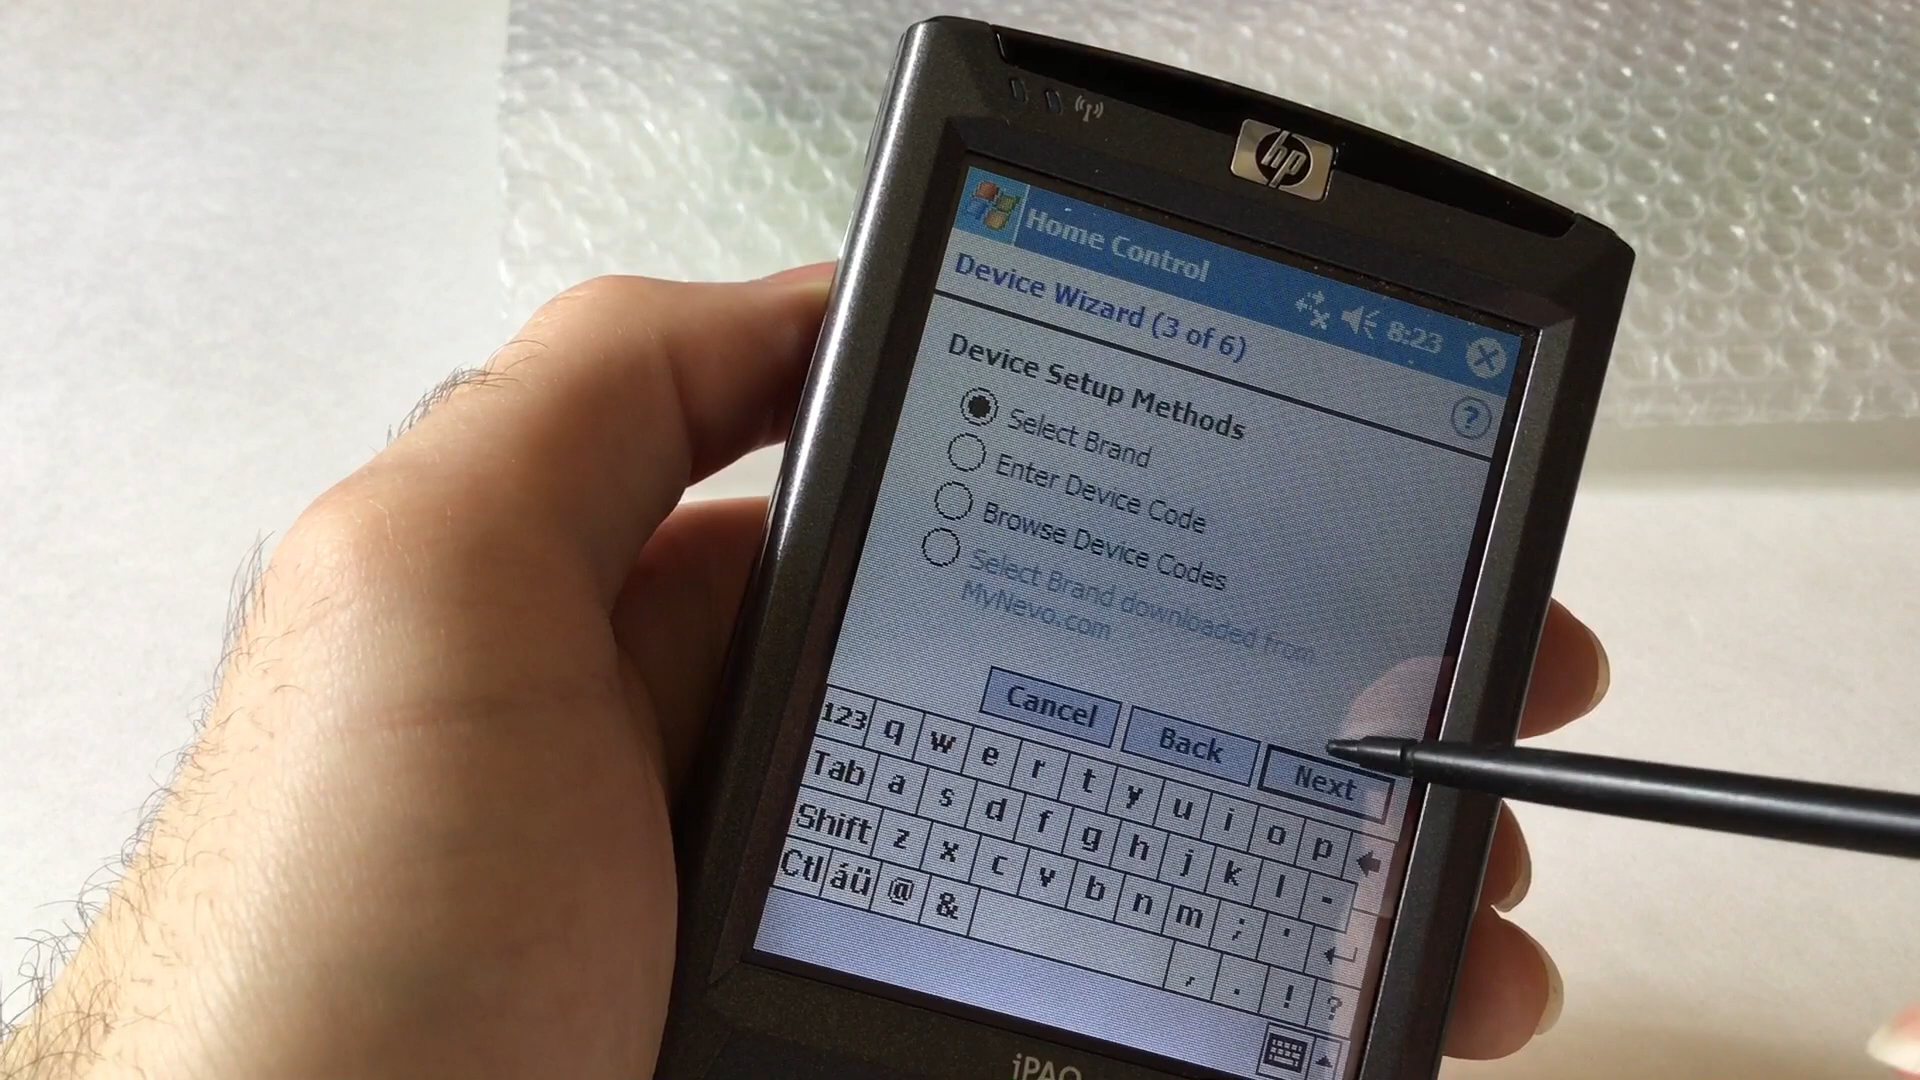 hp
Home Control
8:23
Device Wizard (3 of 6)
?
Device Setup Methods
Select Brand
Enter Device Code
Browse Device Codes
Select Brand downloaded from
MyNevo.com
Cancel Back Next
123 q w e r t y u i o p
Tab a s d f g h j k l -
Shift z x c v b n m ; '
Ctl áü @ & , . ! ?
iPAQ